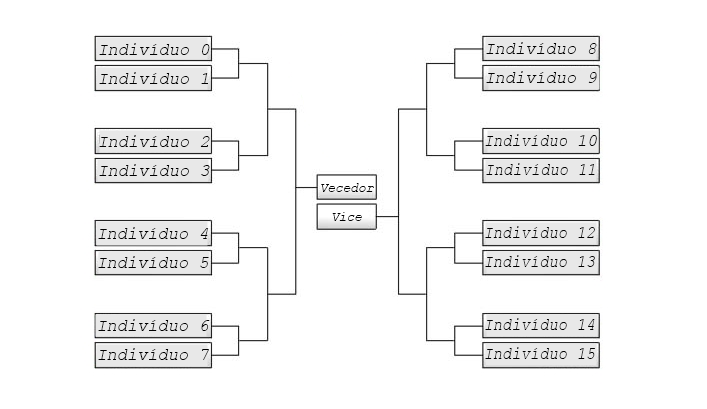 Indivíduo 0
Indivíduo 1
Indivíduo 2
Indivíduo 3
Indivíduo 4
Indivíduo 5
Indivíduo 6
Indivíduo 7
Vecedor
Vice
Indivíduo 8
Indivíduo 9
Indivíduo 10
Indivíduo 11
Indivíduo 12
Indivíduo 13
Indivíduo 14
Indivíduo 15